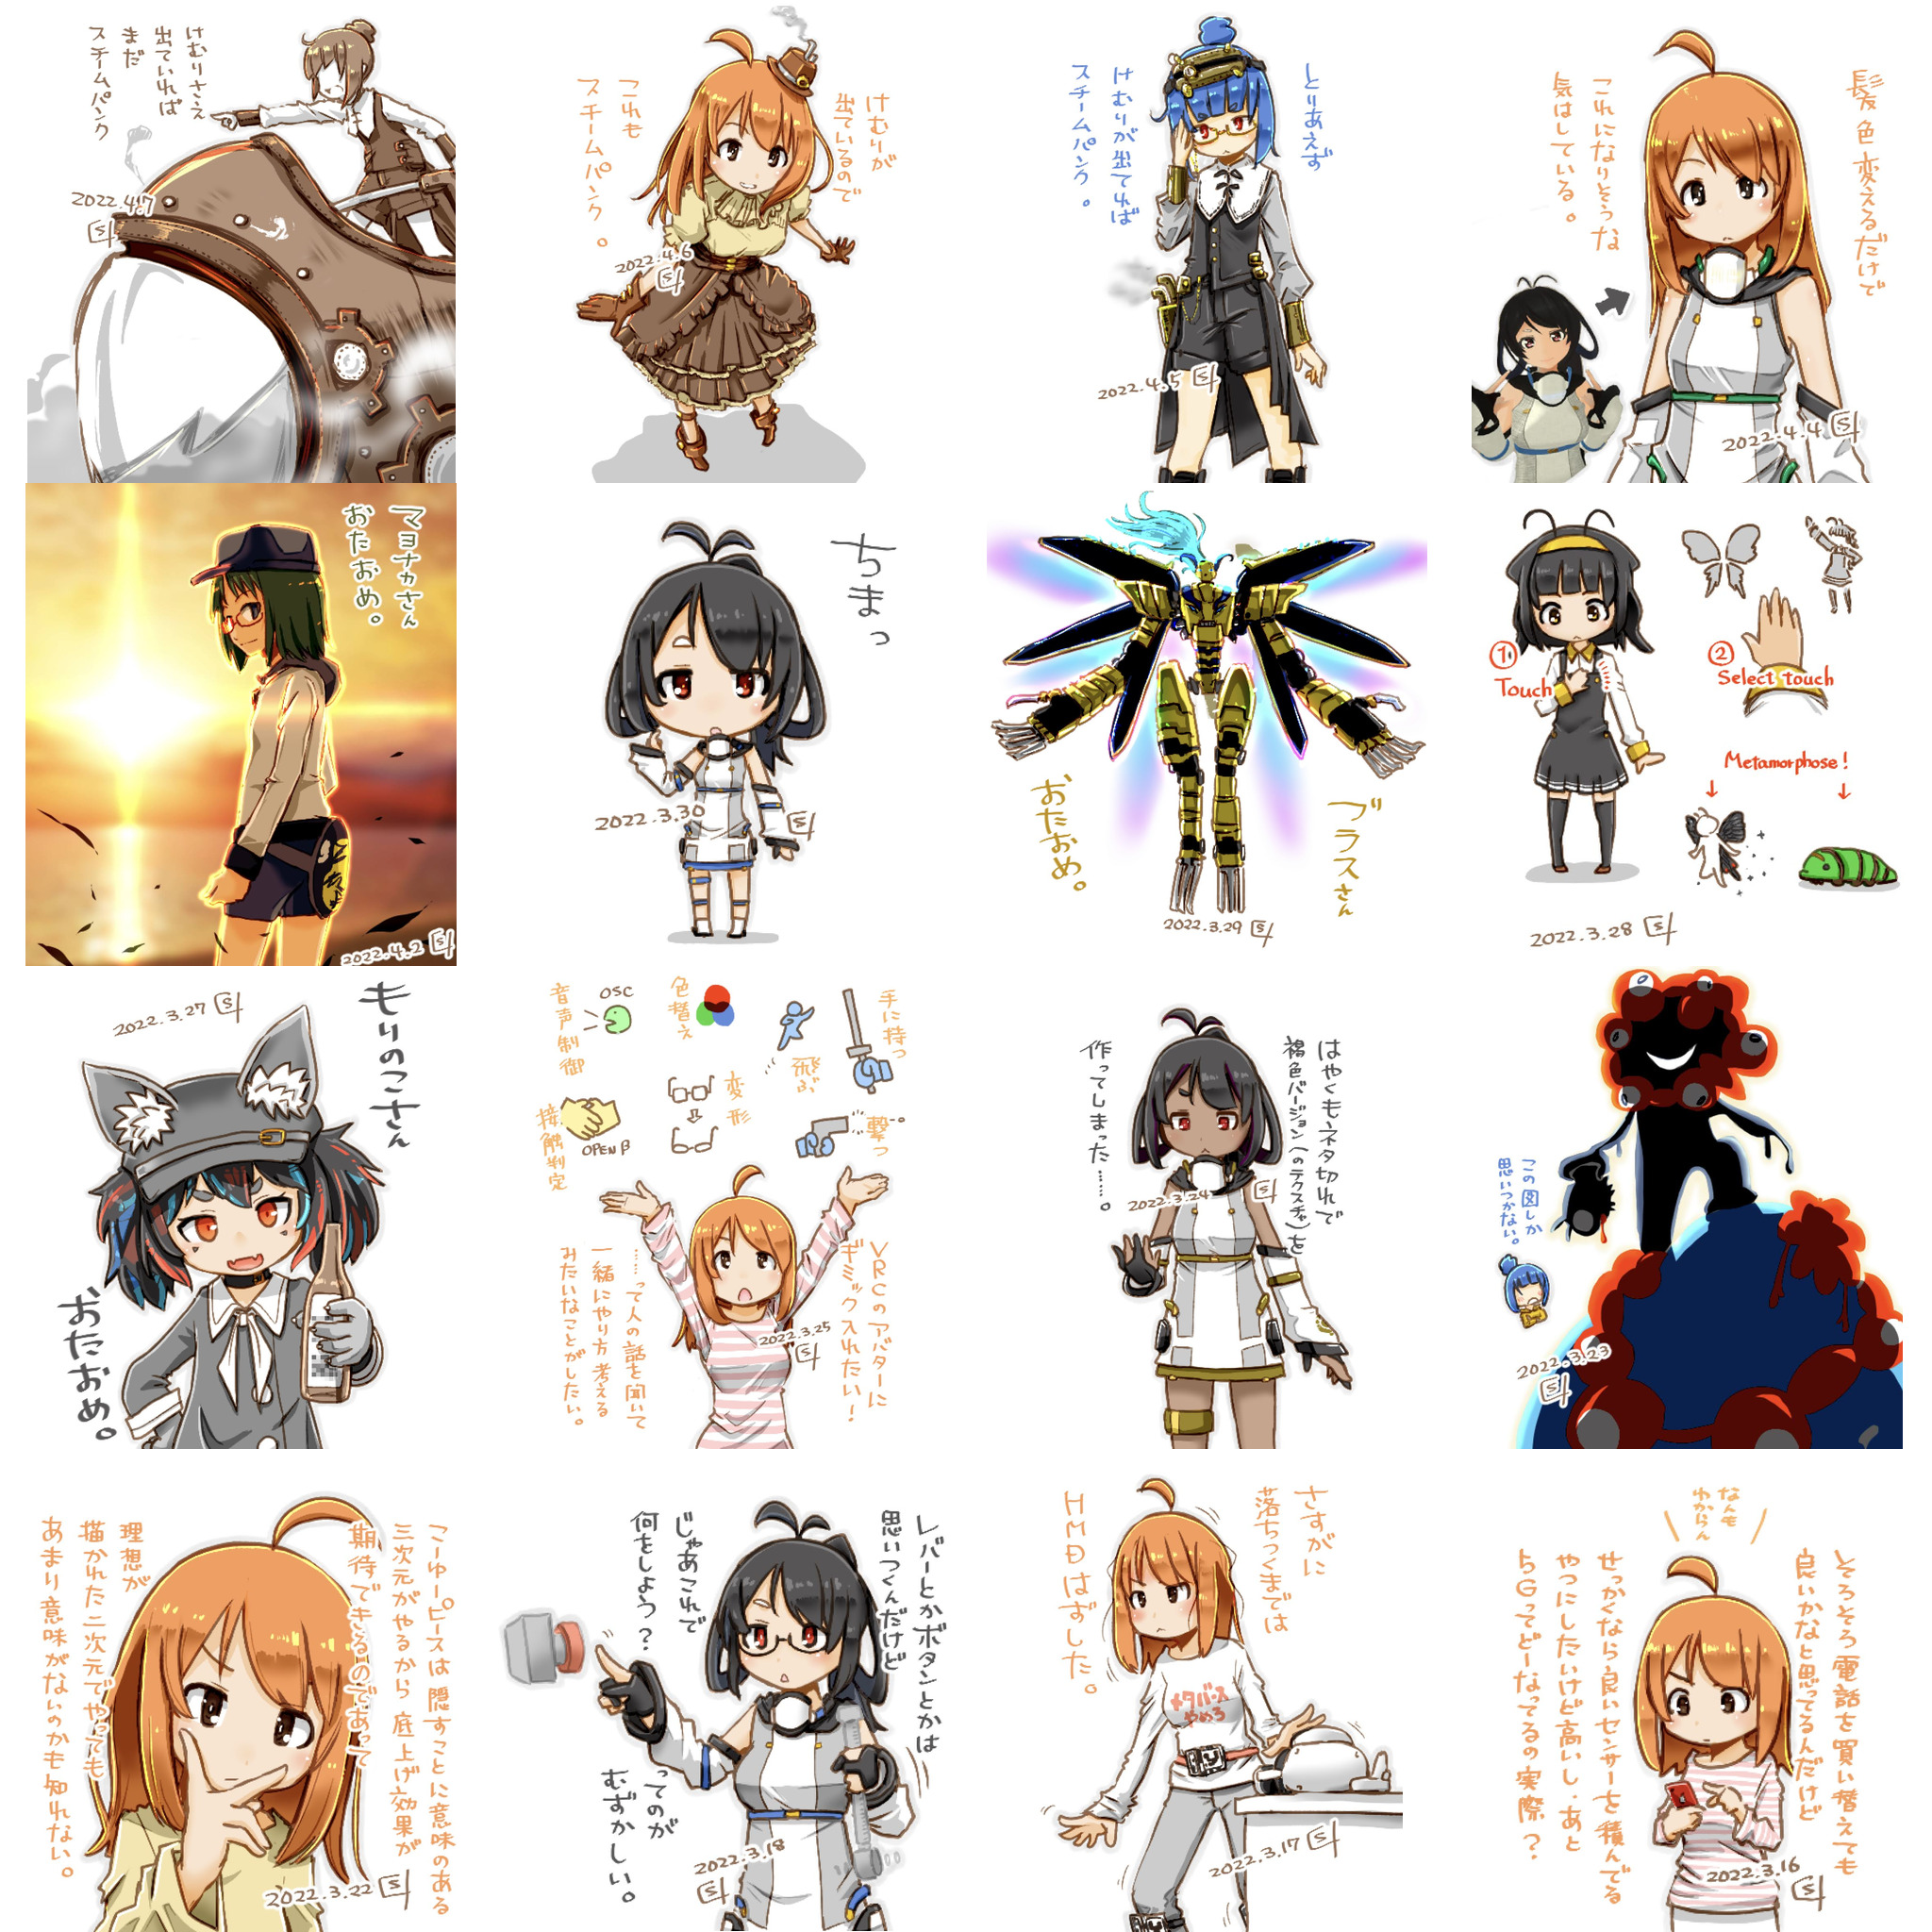 けむりさえ
出ていれば
まだ
スチームパンク
2022.4.7
けむりが
出ているので
これも
スチームパンク。
2022.4.6
とりあえず
けむりが出てれば
スチームパンク。
2022.4.5
髪色変えるだけで
これになりそうな
気はしている。
2022.4.4
マヨナカさん
おたおめ。
2022.4.2
ちまっ
2022.3.30
ブラスさん
おたおめ。
2022.3.29
①
Touch
②
Select touch
Metamorphose!
2022.3.28
もりのこさん
おたおめ。
2022.3.27
手に持つ
飛ぶ
色替え
OSC
音声制御
撃つ
変形
OPENβ
接触判定
VRCのアバターに
ギミック入れたい!
……って人の話を聞いて
一緒にやり方考える
みたいなことがしたい。
2022.3.25
はやくもネタ切れで
褐色バージョン(のテクスチャ)を
作ってしまった……。
2022.3.24
この図しか
思いつかない。
2022.3.23
こーゆーピースは隠すことに意味のある
三次元がやるから底上げ効果が
期待できるのであって
理想が
描かれた二次元でやっても
あまり意味がないのかも知れない。
2022.3.22
レバーとかボタンとかは
思いつくんだけど
じゃあこれで
何をしよう?
ってのが
むずかしい。
2022.3.18
さすがに
落ちつくまでは
HMDはずした。
メタバース
やめろ
2022.3.17
なんも
わからん
そろそろ電話を買い替えても
良いかなと思ってるんだけど
せっかくなら良いセンサーを積んでる
やつにしたいけど高いし、あと
5Gってどーなってるの実際?
2022.3.16